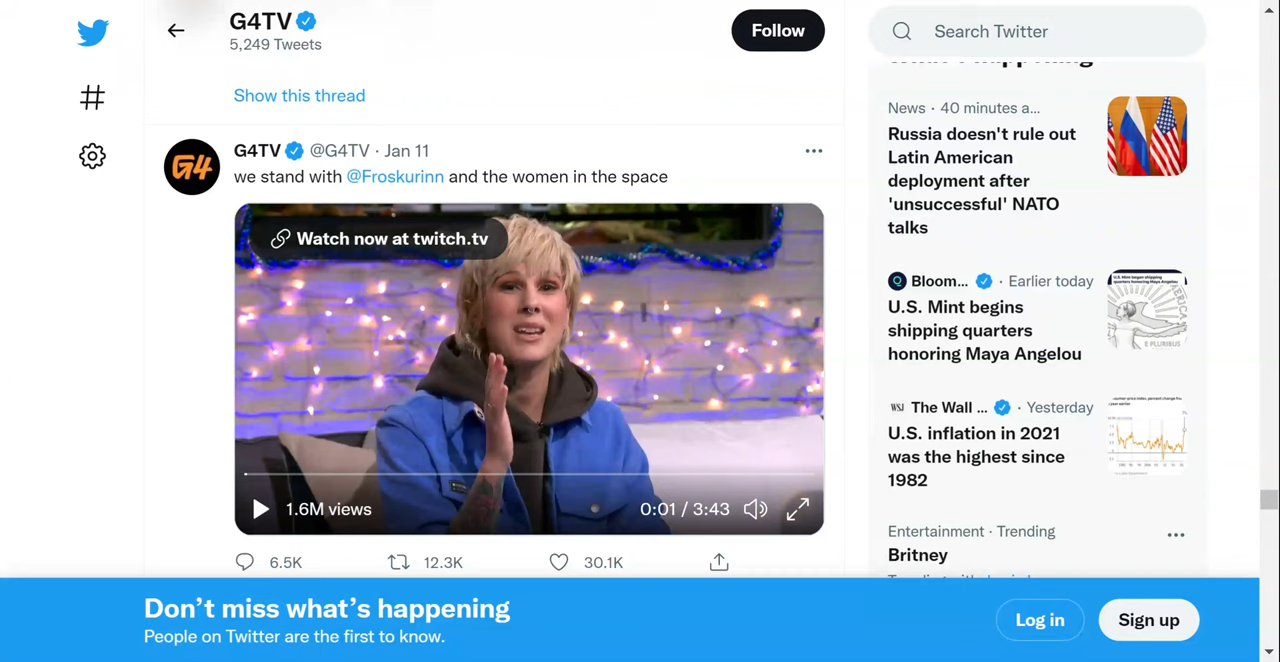 G4TV
5,249 Tweets
Follow
Search Twitter
Show this thread
G4TV @G4TV · Jan 11
we stand with @Froskurinn and the women in the space
Watch now at twitch.tv
1.6M views
0:01 / 3:43
6.5K
12.3K
30.1K
News · 40 minutes a...
Russia doesn't rule out
Latin American
deployment after
'unsuccessful' NATO
talks
Bloom... · Earlier today
U.S. Mint begins
shipping quarters
honoring Maya Angelou
WSJ The Wall ... · Yesterday
U.S. inflation in 2021
was the highest since
1982
Entertainment · Trending
Britney
Don't miss what's happening
People on Twitter are the first to know.
Log in
Sign up